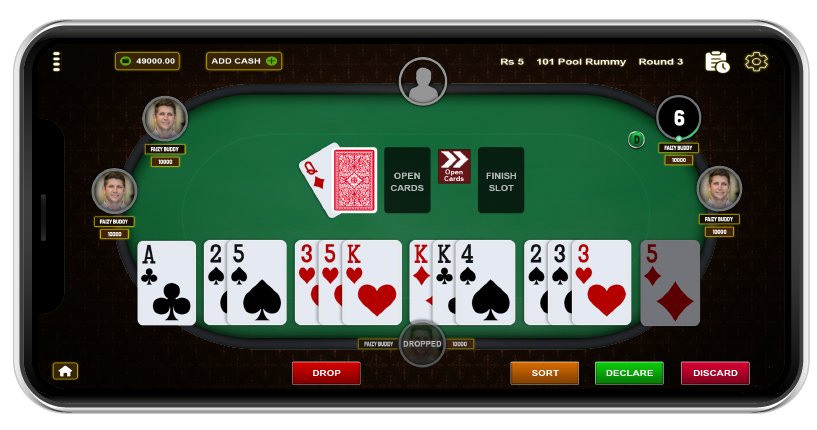 49000.00
ADD CASH
Rs 5 101 Pool Rummy Round 3
6
FAIZY BUDDY
10000
FAIZY BUDDY
10000
D
FAIZY BUDDY
10000
FAIZY BUDDY
10000
Q
OPEN
CARDS
Open
Cards
FINISH
SLOT
A 2 5 3 5 K K K 4 2 3 3 5
FAIZY BUDDY DROPPED 10000
DROP
SORT
DECLARE
DISCARD